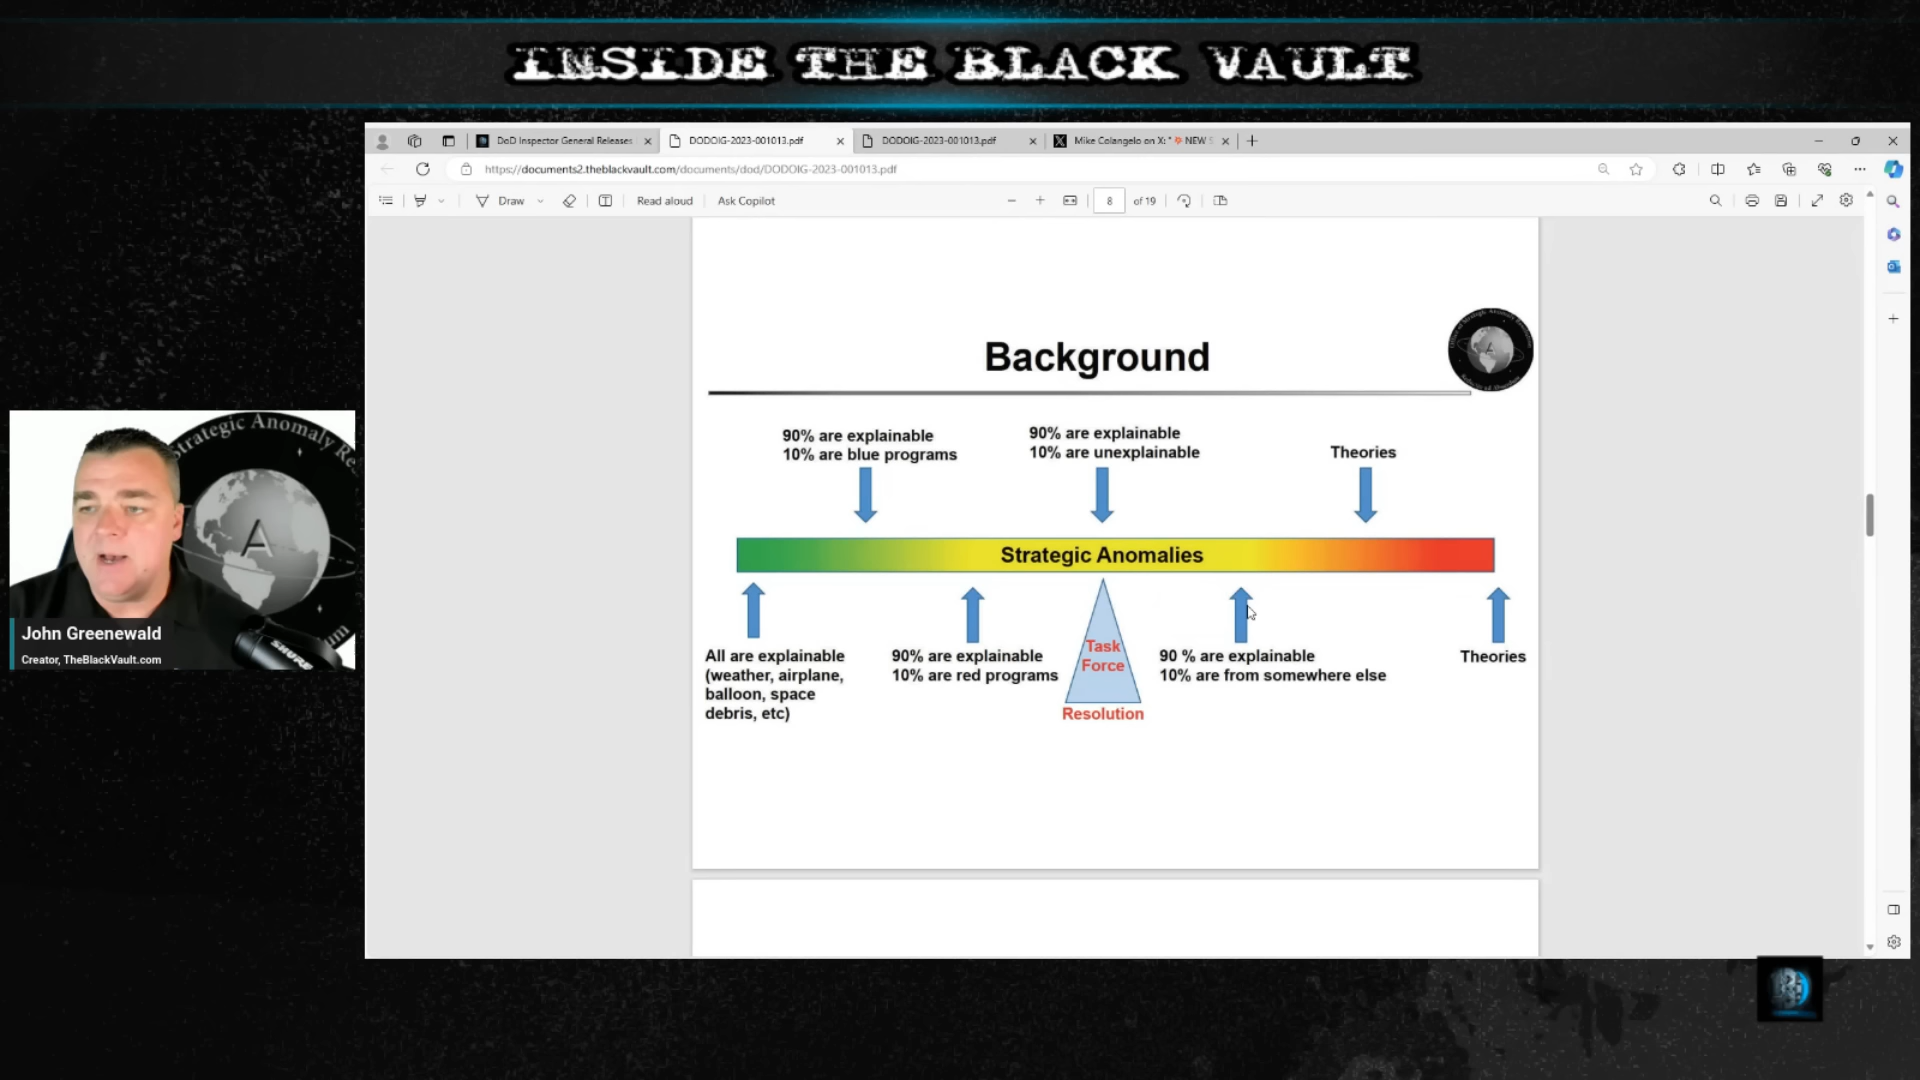 INSIDE THE BLACK VAULT
DoD Inspector General Releases
DODOIG-2023-001013.pdf
DODOIG-2023-001013.pdf
Mike Colangelo on X: "💥 NEW S
https://documents2.theblackvault.com/documents/dod/DODOIG-2023-001013.pdf
Draw
Read aloud
Ask Copilot
8
of 19
Background
90% are explainable
10% are blue programs
90% are explainable
10% are unexplainable
Theories
Strategic Anomalies
All are explainable
(weather, airplane,
balloon, space
debris, etc)
90% are explainable
10% are red programs
Task
Force
Resolution
90 % are explainable
10% are from somewhere else
Theories
Strategic Anomaly Re
A
SHURE
John Greenewald
Creator, TheBlackVault.com